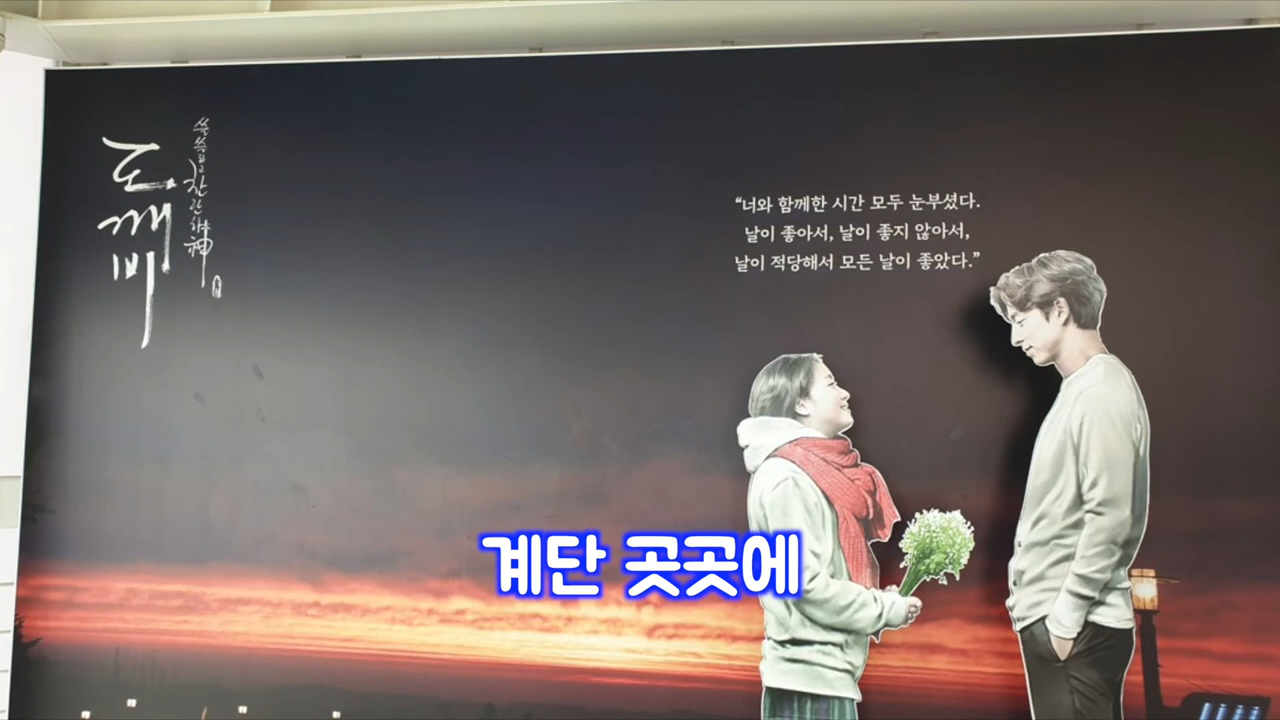 도깨비
쓸쓸하고 찬란하神
“너와 함께한 시간 모두 눈부셨다.
날이 좋아서, 날이 좋지 않아서,
날이 적당해서 모든 날이 좋았다.”
계단 곳곳에